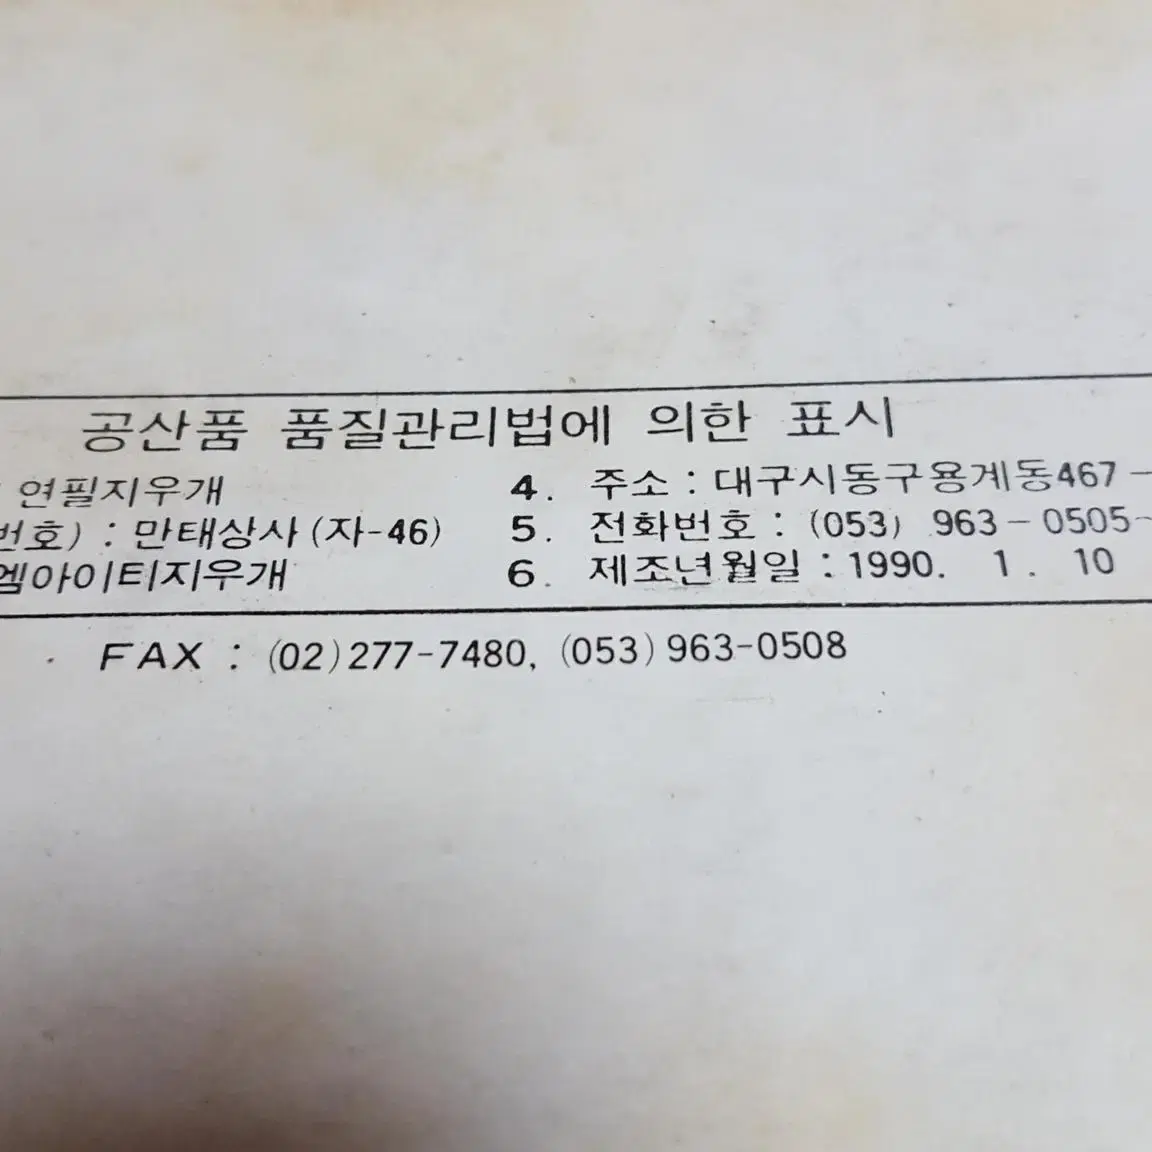 공산품 품질관리법에 의한 표시
연필지우개 4. 주소 : 대구시동구용계동467-
번호) : 만태상사 (자-46) 5. 전화번호 : (053) 963-0505~
엠아이티지우개 6. 제조년월일 : 1990. 1. 10
FAX : (02)277-7480, (053)963-0508